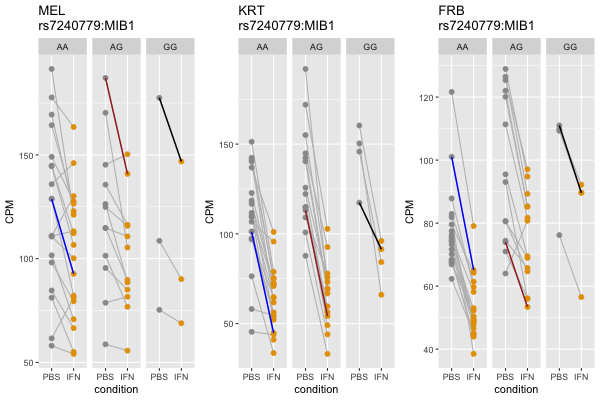 MEL
rs7240779:MIB1
AA AG GG
150
100
50
CPM
PBS IFN PBS IFN PBS IFN
condition
KRT
rs7240779:MIB1
AA AG GG
150
100
50
CPM
PBS IFN PBS IFN PBS IFN
condition
FRB
rs7240779:MIB1
AA AG GG
120
100
80
60
40
CPM
PBS IFN PBS IFN PBS IFN
condition